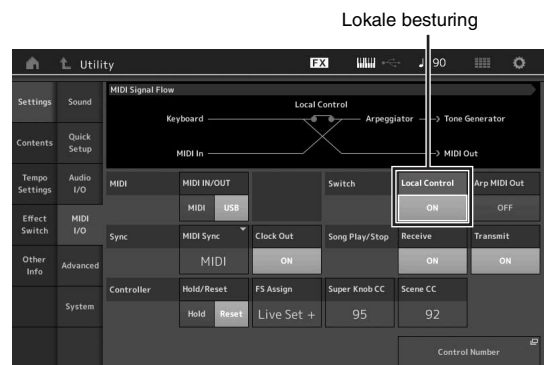 Lokale besturing
Utility FX 90
MIDI Signal Flow
Local Control
Keyboard Arpeggiator Tone Generator
MIDI In MIDI Out
Settings Sound
Contents Quick Setup
Tempo Settings Audio I/O
Effect Switch MIDI I/O
Other Info Advanced
System
MIDI MIDI IN/OUT Switch Local Control Arp MIDI Out
MIDI USB ON OFF
Sync MIDI Sync Clock Out Song Play/Stop Receive Transmit
MIDI ON ON ON
Controller Hold/Reset FS Assign Super Knob CC Scene CC
Hold Reset Live Set + 95 92
Control Number